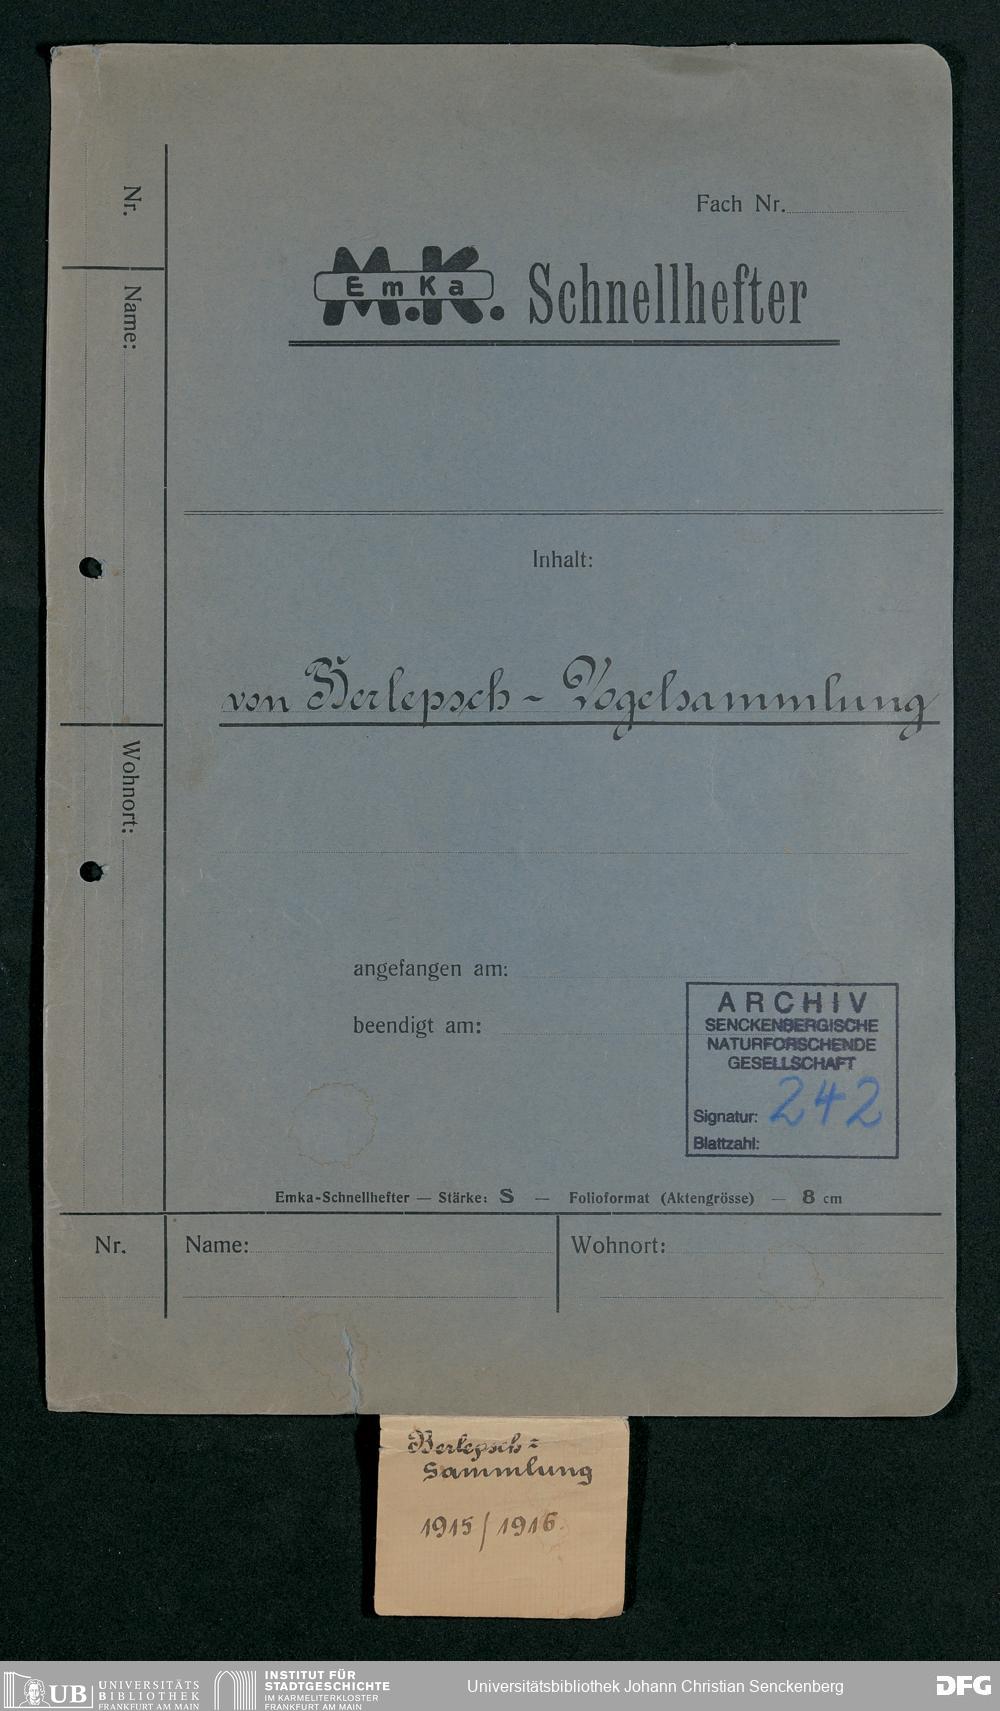 Fach Nr.
M.K.
EmKa
Schnellhefter
Nr.
Name:
Wohnort:
Inhalt:
von Berlepsch - Vogelsammlung
angefangen am:
beendigt am:
ARCHIV
SENCKENBERGISCHE
NATURFORSCHENDE
GESELLSCHAFT
Signatur: 242
Blattzahl:
Emka-Schnellhefter — Stärke: S — Folioformat (Aktengrösse) — 8 cm
Nr.
Name:
Wohnort:
Berlepsch=
Sammlung
1915/1916.
UB
UNIVERSITÄTS
BIBLIOTHEK
FRANKFURT AM MAIN
INSTITUT FÜR
STADTGESCHICHTE
IM KARMELITERKLOSTER
FRANKFURT AM MAIN
Universitätsbibliothek Johann Christian Senckenberg
DFG